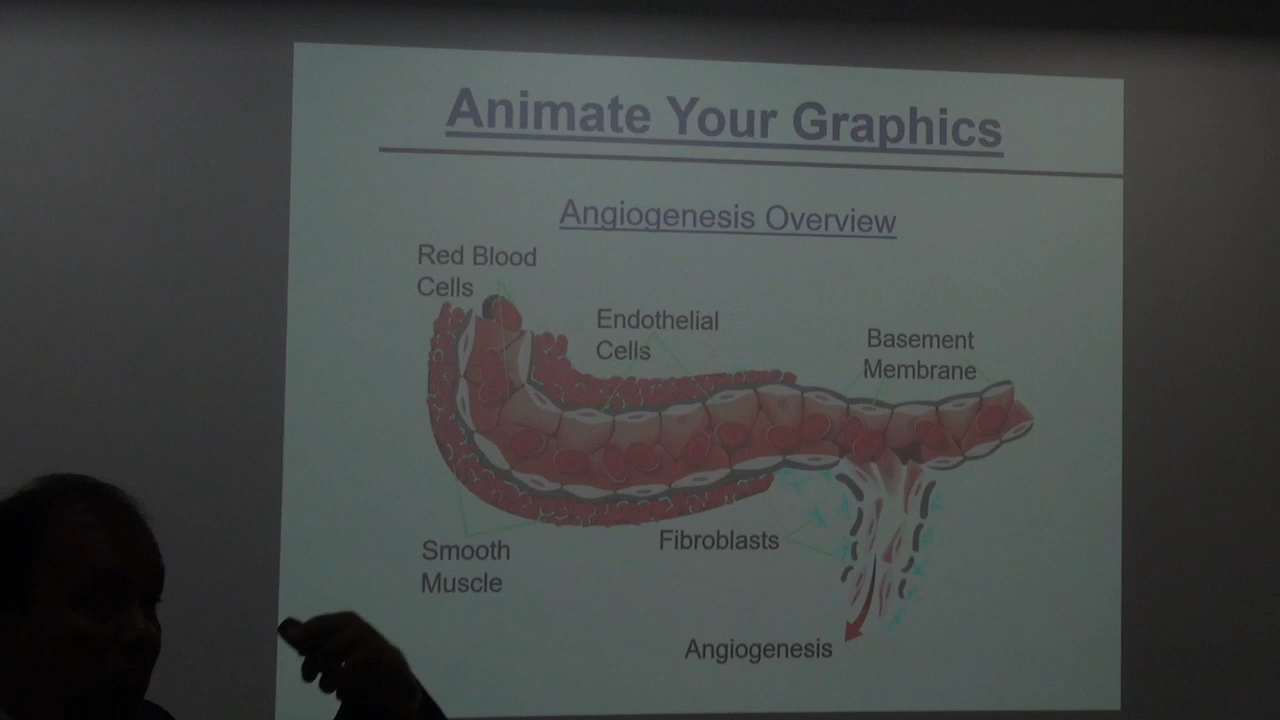 Animate Your Graphics
Angiogenesis Overview
Red Blood
Cells
Endothelial
Cells
Basement
Membrane
Smooth
Muscle
Fibroblasts
Angiogenesis